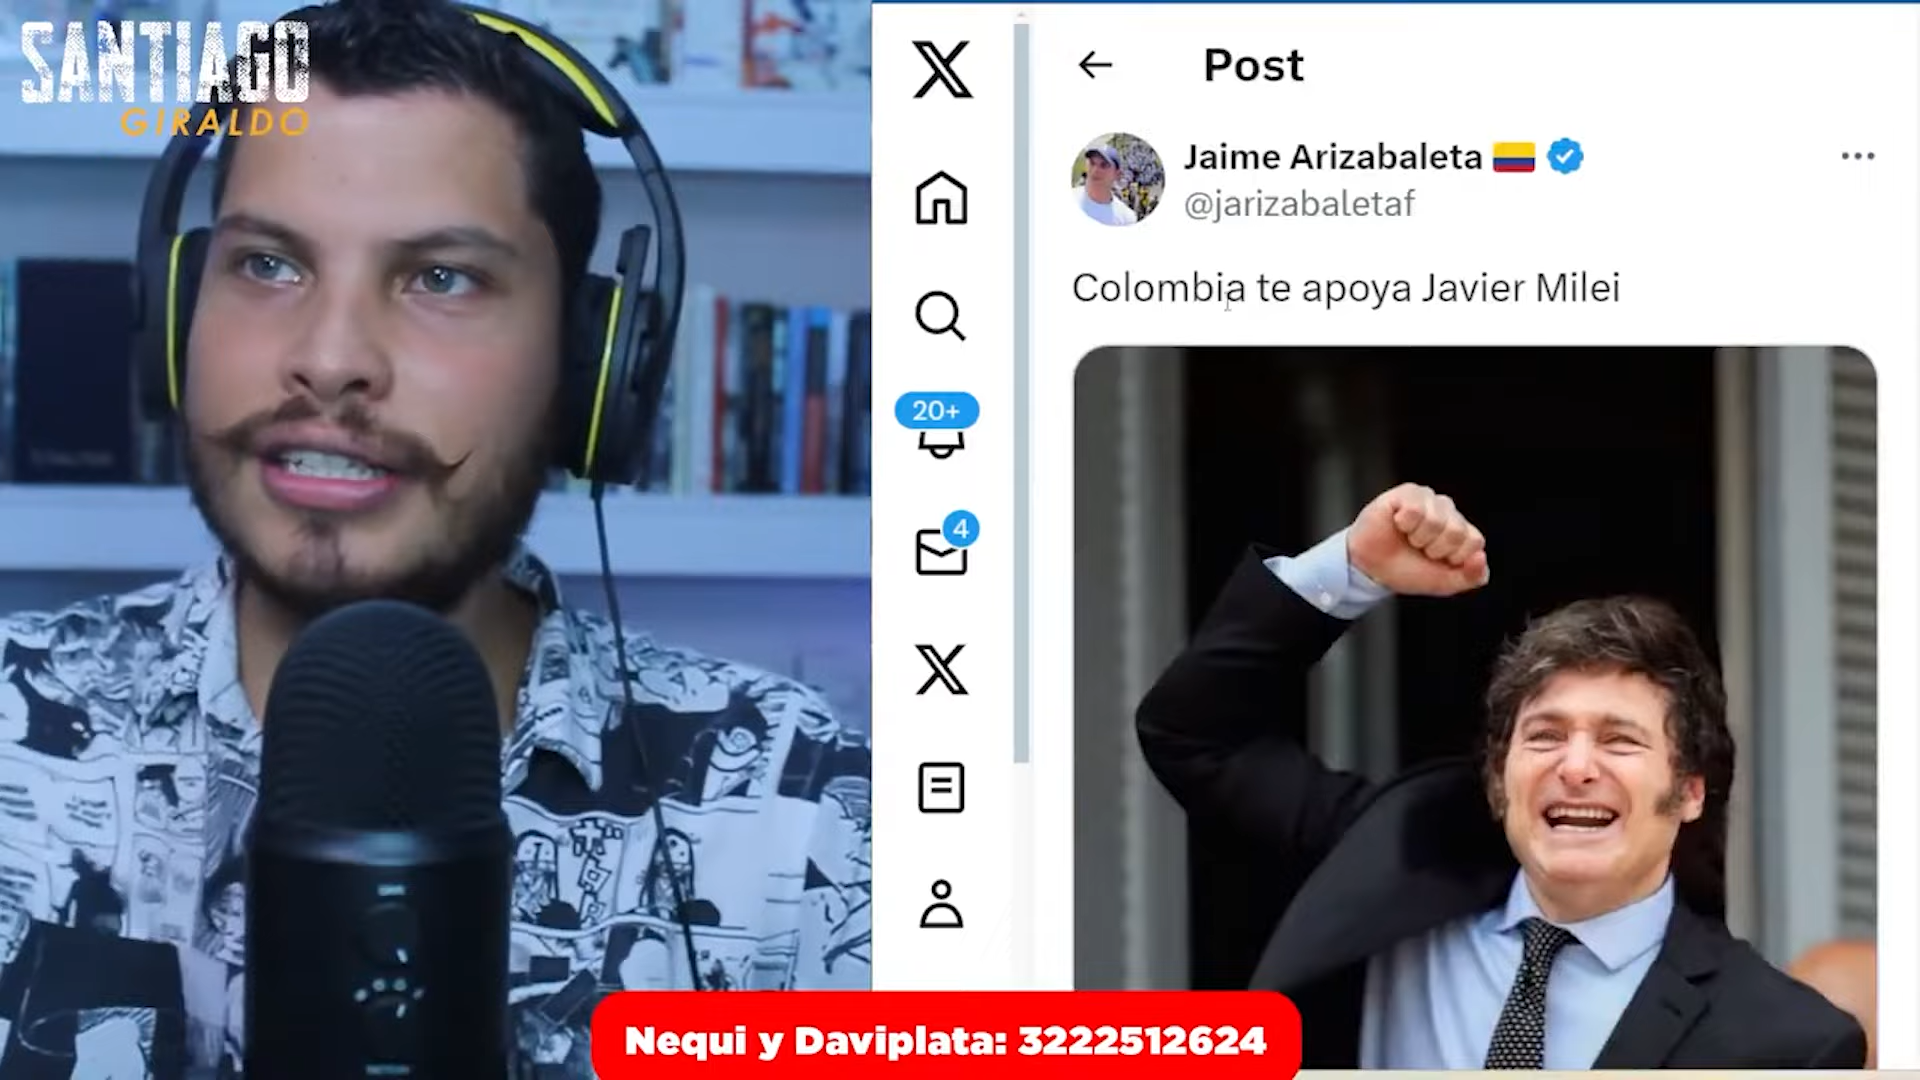 SANTIAGO
GIRALDO
Post
Jaime Arizabaleta
@jarizabaletaf
Colombia te apoya Javier Milei
20+
4
Nequi y Daviplata: 3222512624